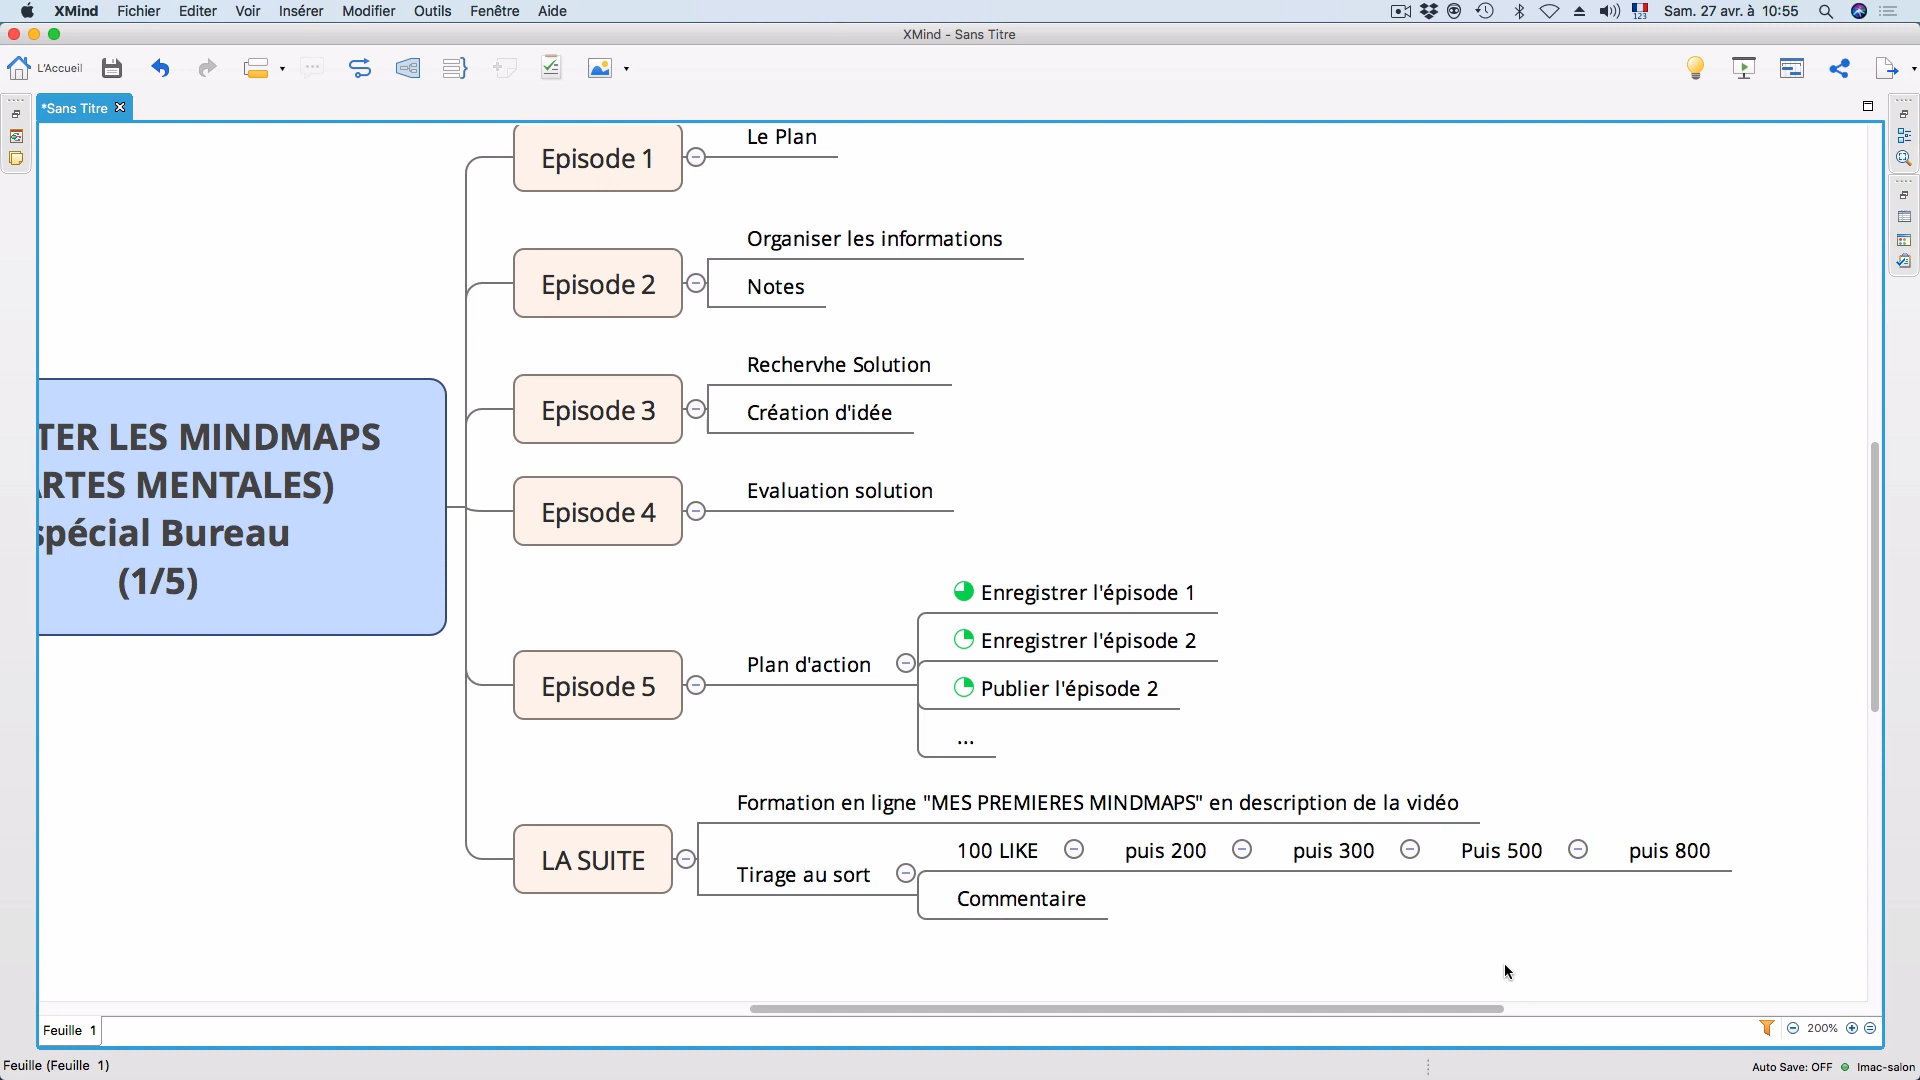 XMind Fichier Editer Voir Insérer Modifier Outils Fenêtre Aide
123
Sam. 27 avr. à 10:55
XMind - Sans Titre
L'Accueil
*Sans Titre
Episode 1
Le Plan
Episode 2
Organiser les informations
Notes
Episode 3
Rechervhe Solution
Création d'idée
TER LES MINDMAPS
RTES MENTALES)
spécial Bureau
(1/5)
Episode 4
Evaluation solution
Episode 5
Plan d'action
Enregistrer l'épisode 1
Enregistrer l'épisode 2
Publier l'épisode 2
...
LA SUITE
Formation en ligne "MES PREMIERES MINDMAPS" en description de la vidéo
Tirage au sort
100 LIKE puis 200 puis 300 Puis 500 puis 800
Commentaire
Feuille 1
200%
Feuille (Feuille 1)
Auto Save: OFF Imac-salon